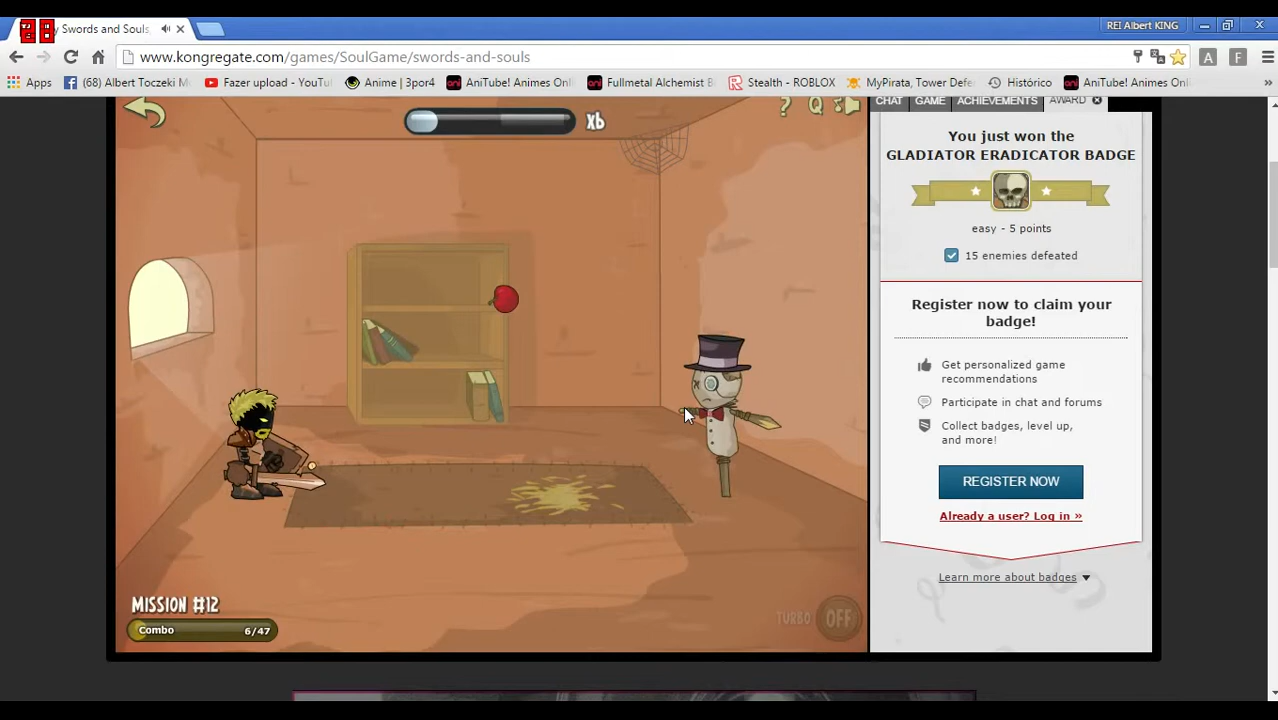 y Swords and Souls,
REI Albert KING
www.kongregate.com/games/SoulGame/swords-and-souls
Apps
(68) Albert Toczeki M
Fazer upload - YouTu
Anime | 3por4
AniTube! Animes Onl
Fullmetal Alchemist B
Stealth - ROBLOX
MyPirata, Tower Defe
Histórico
AniTube! Animes Onli
»
A
F
x6
? Q
CHAT GAME ACHIEVEMENTS AWARD
You just won the
GLADIATOR ERADICATOR BADGE
easy - 5 points
15 enemies defeated
Register now to claim your
badge!
Get personalized game
recommendations
Participate in chat and forums
Collect badges, level up,
and more!
REGISTER NOW
Already a user? Log in »
Learn more about badges
MISSION #12
Combo 6/47
TURBO OFF